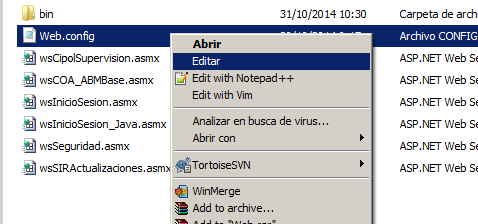 bin 31/10/2014 10:30 Carpeta de archi
Web.config Archivo CONFIG
wsCipolSupervision.asmx ASP.NET Web Se
wsCOA_ABMBase.asmx ASP.NET Web Se
wsInicioSesion.asmx ASP.NET Web Se
wsInicioSesion_Java.asmx ASP.NET Web Se
wsSeguridad.asmx ASP.NET Web Se
wsSIRActualizaciones.asmx ASP.NET Web Se
Abrir
Editar
Edit with Notepad++
Edit with Vim
Analizar en busca de virus...
Abrir con
TortoiseSVN
WinMerge
Add to archive...
Add to "Web.rar"